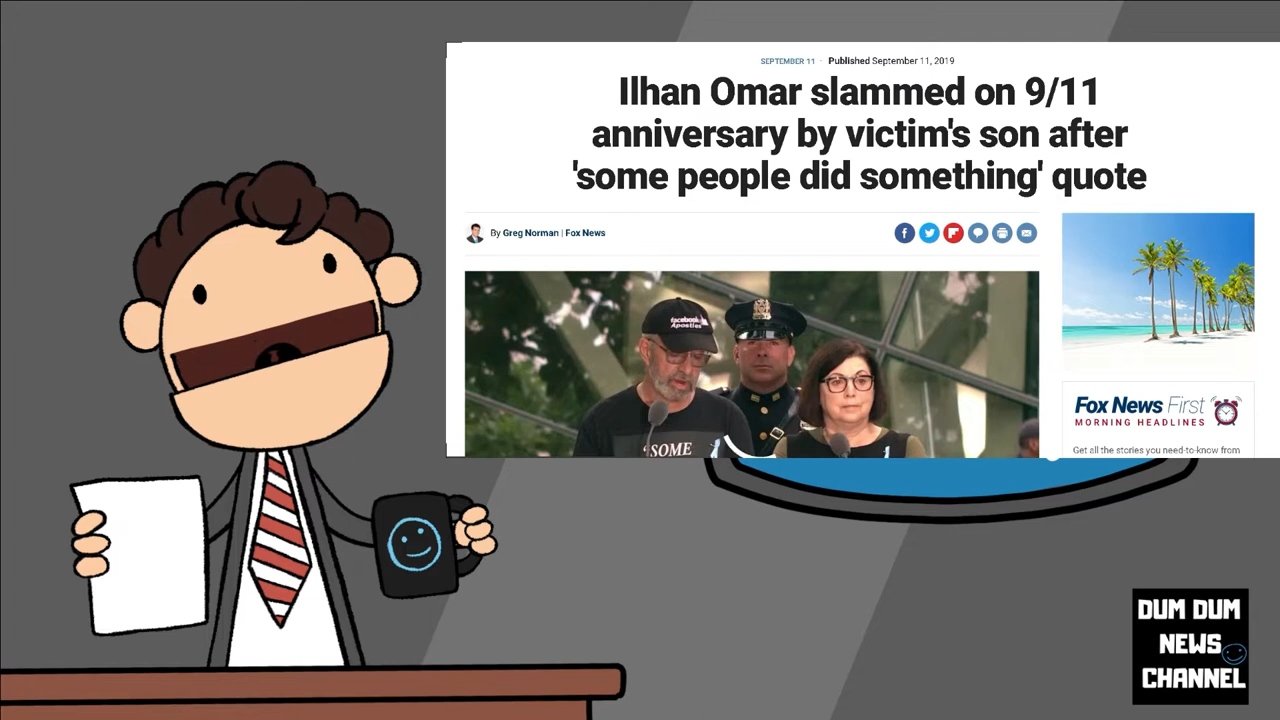 SEPTEMBER 11 · Published September 11, 2019
Ilhan Omar slammed on 9/11
anniversary by victim's son after
'some people did something' quote
By Greg Norman | Fox News
facebook
Apostles
"SOME
Fox News First
MORNING HEADLINES
Get all the stories you need-to-know from
DUM DUM
NEWS
CHANNEL